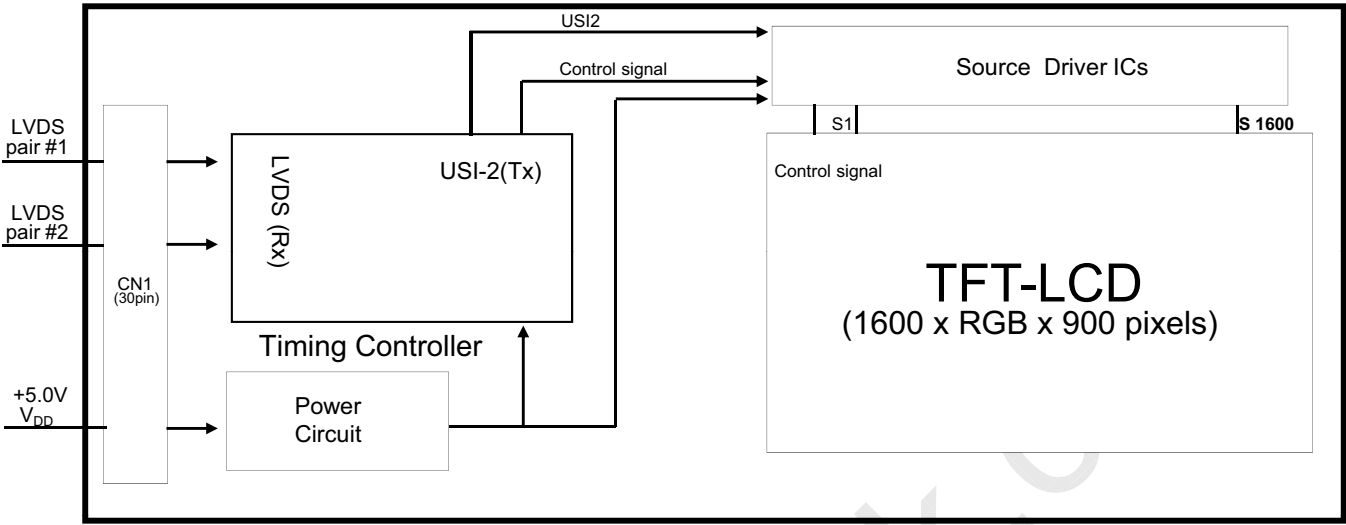 USI2
Control signal
Source Driver ICs
S1
S 1600
LVDS
pair #1
LVDS
pair #2
CN1
(30pin)
LVDS (Rx)
USI-2(Tx)
Timing Controller
Control signal
TFT-LCD
(1600 x RGB x 900 pixels)
+5.0V
VDD
Power
Circuit